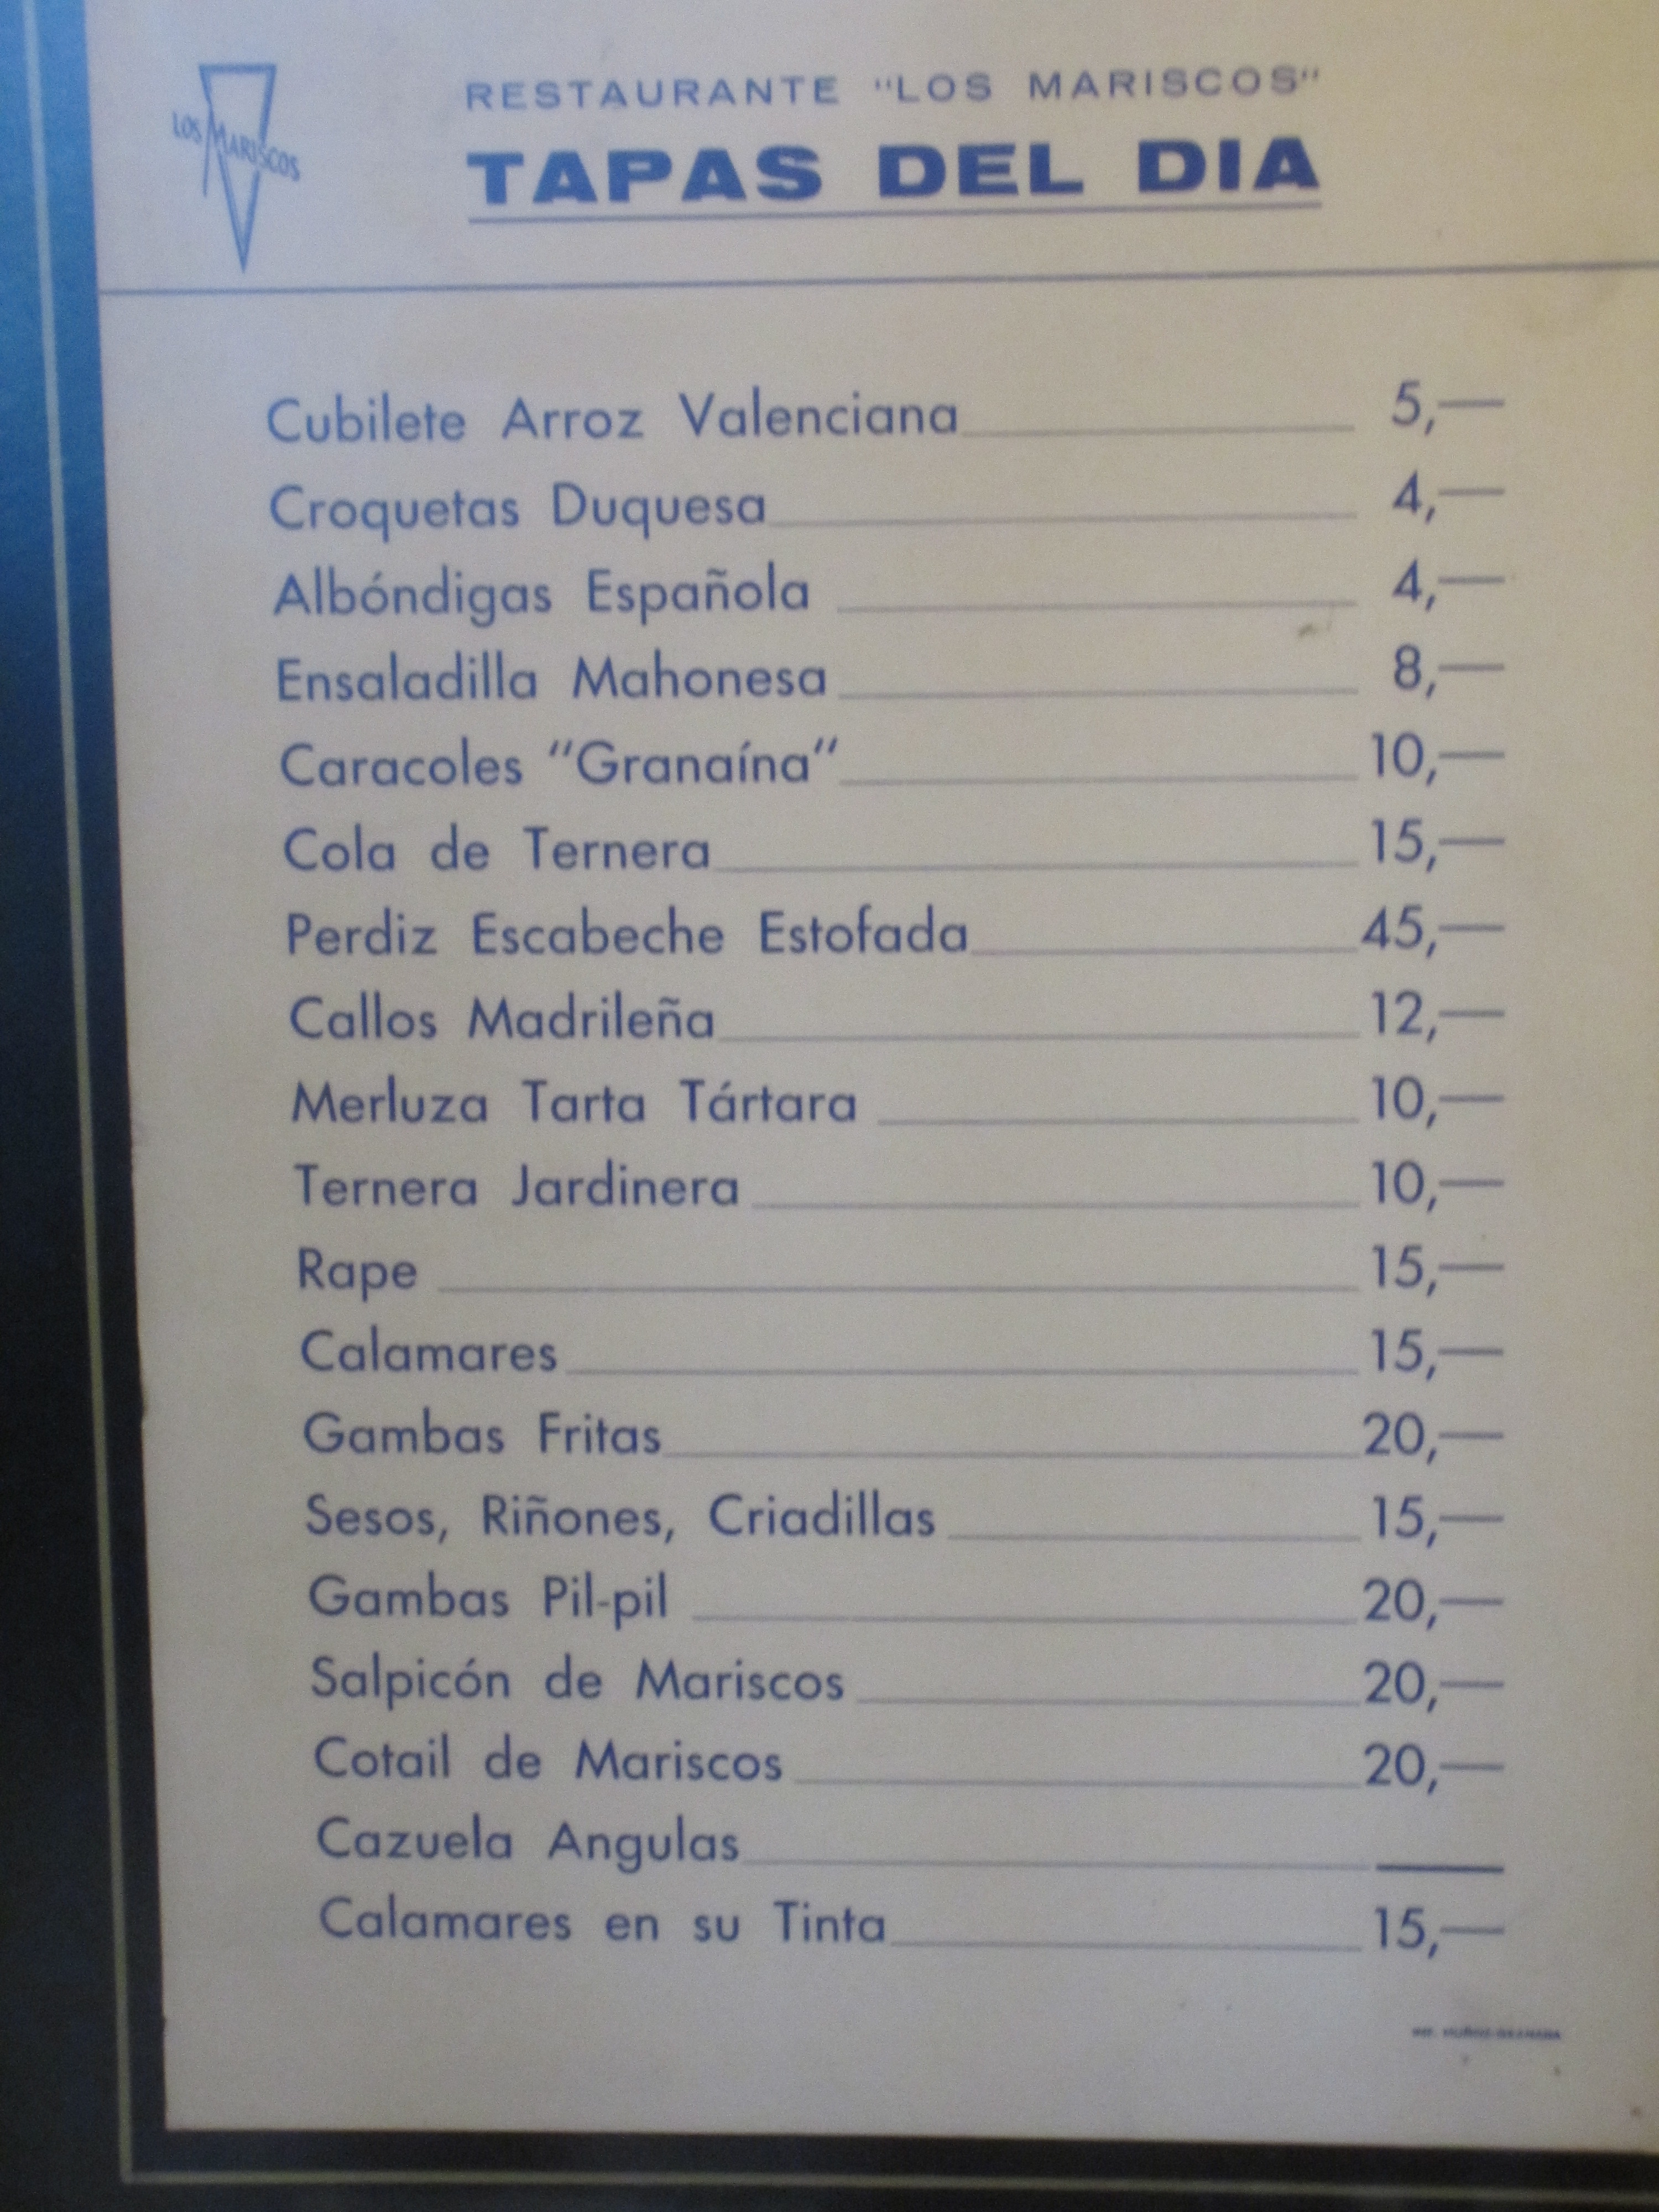 LOS MARISCOS
RESTAURANTE "LOS MARISCOS"
TAPAS DEL DIA
Cubilete Arroz Valenciana 5,—
Croquetas Duquesa 4,—
Albóndigas Española 4,—
Ensaladilla Mahonesa 8,—
Caracoles "Granaína" 10,—
Cola de Ternera 15,—
Perdiz Escabeche Estofada 45,—
Callos Madrileña 12,—
Merluza Tarta Tártara 10,—
Ternera Jardinera 10,—
Rape 15,—
Calamares 15,—
Gambas Fritas 20,—
Sesos, Riñones, Criadillas 15,—
Gambas Pil-pil 20,—
Salpicón de Mariscos 20,—
Cotail de Mariscos 20,—
Cazuela Angulas —
Calamares en su Tinta 15,—